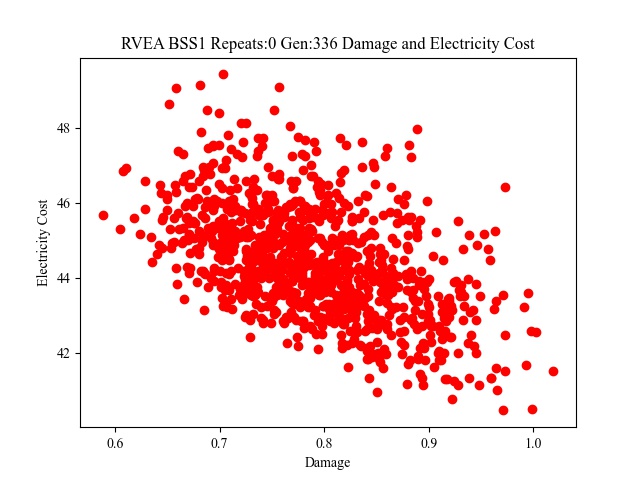 RVEA BSS1 Repeats:0 Gen:336 Damage and Electricity Cost
48
46
44
42
Electricity Cost
0.6 0.7 0.8 0.9 1.0
Damage